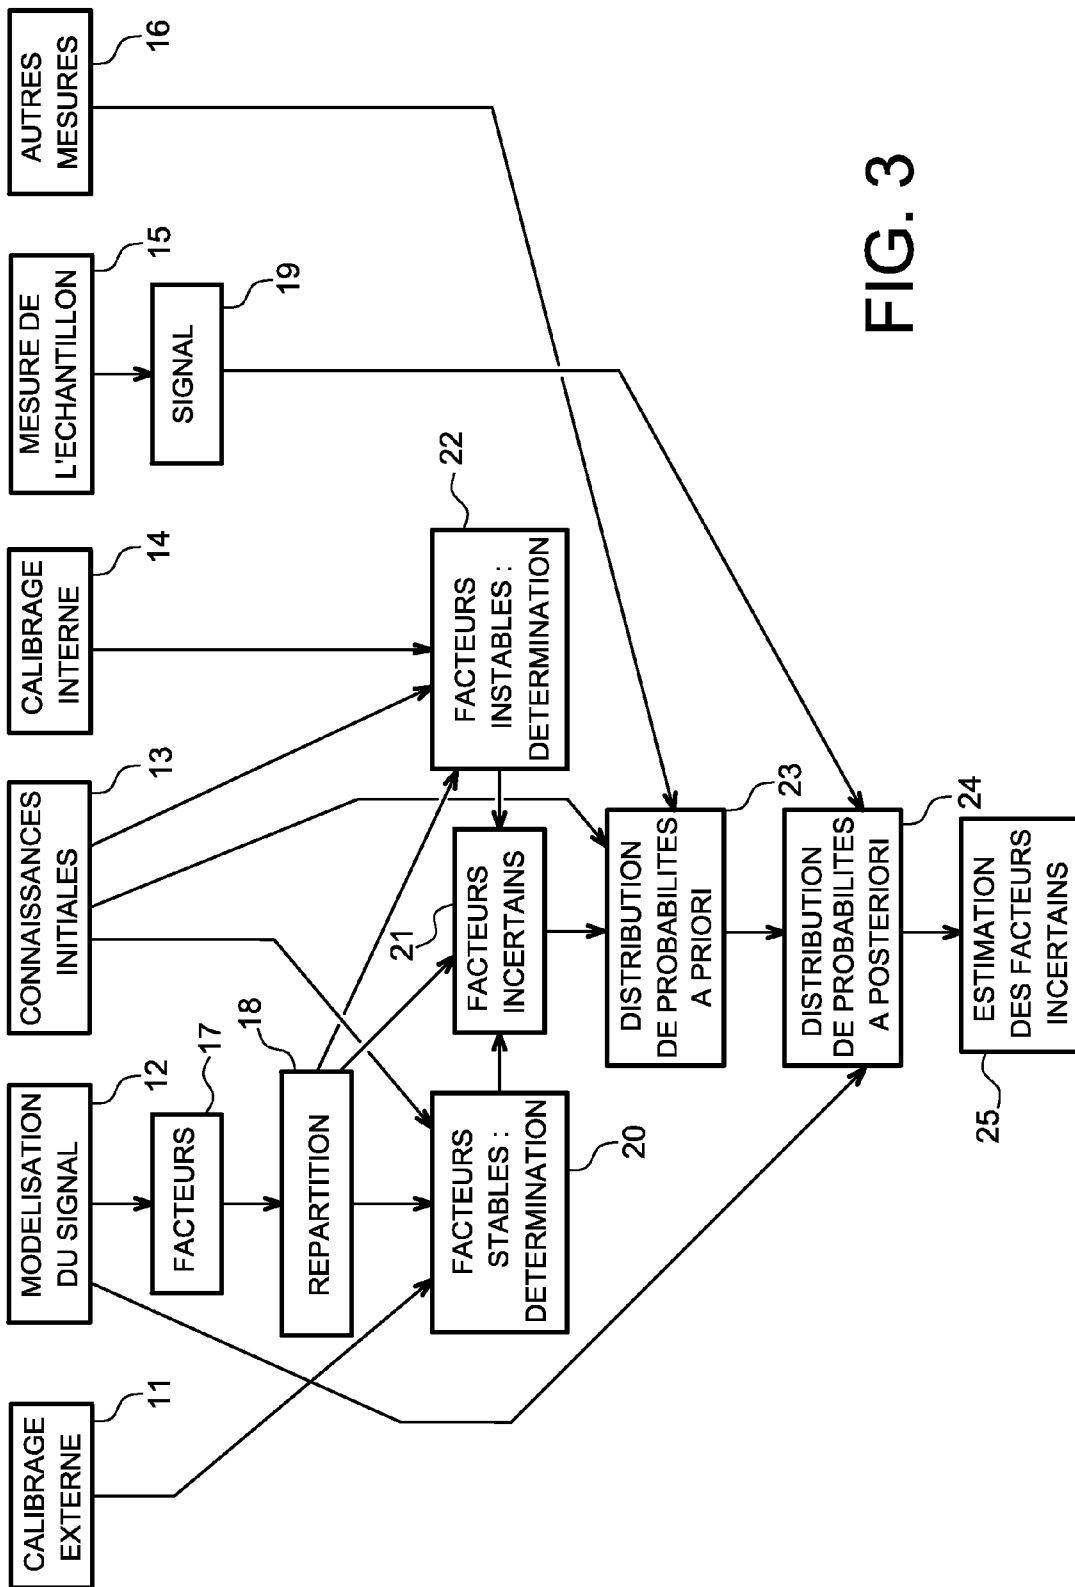 CALIBRAGE
EXTERNE
11
MODELISATION
DU SIGNAL
12
CONNAISSANCES
INITIALES
13
CALIBRAGE
INTERNE
14
MESURE DE
L'ECHANTILLON
15
AUTRES
MESURES
16
FACTEURS
17
SIGNAL
19
REPARTITION
18
FACTEURS
STABLES :
DETERMINATION
20
FACTEURS
INCERTAINS
21
FACTEURS
INSTABLES :
DETERMINATION
22
DISTRIBUTION
DE PROBABILITES
A PRIORI
23
DISTRIBUTION
DE PROBABILITES
A POSTERIORI
24
ESTIMATION
DES FACTEURS
INCERTAINS
25
FIG. 3